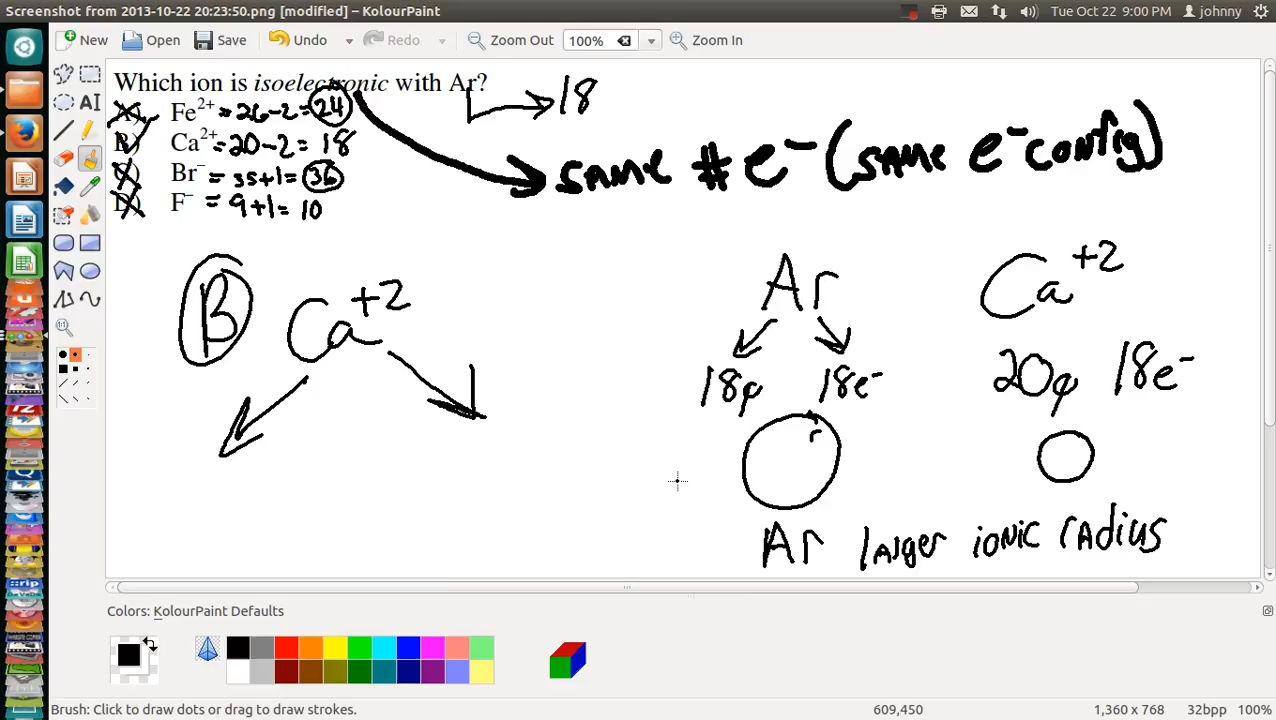 Screenshot from 2013-10-22 20:23:50.png [modified] - KolourPaint
Tue Oct 22 9:00 PM johnny
New Open Save Undo Redo Zoom Out 100% Zoom In
Which ion is isoelectronic with Ar? 18
A) Fe2+ = 26-2 = 24
B) Ca2+ = 20-2 = 18
C) Br− = 35+1 = 36
D) F− = 9+1 = 10
same # e− (same e− config)
B Ca+2
Ar Ca+2
18p 18e− 20p 18e−
Ar larger ionic radius
Colors: KolourPaint Defaults
Brush: Click to draw dots or drag to draw strokes. 609,450 1,360 x 768 32bpp 100%